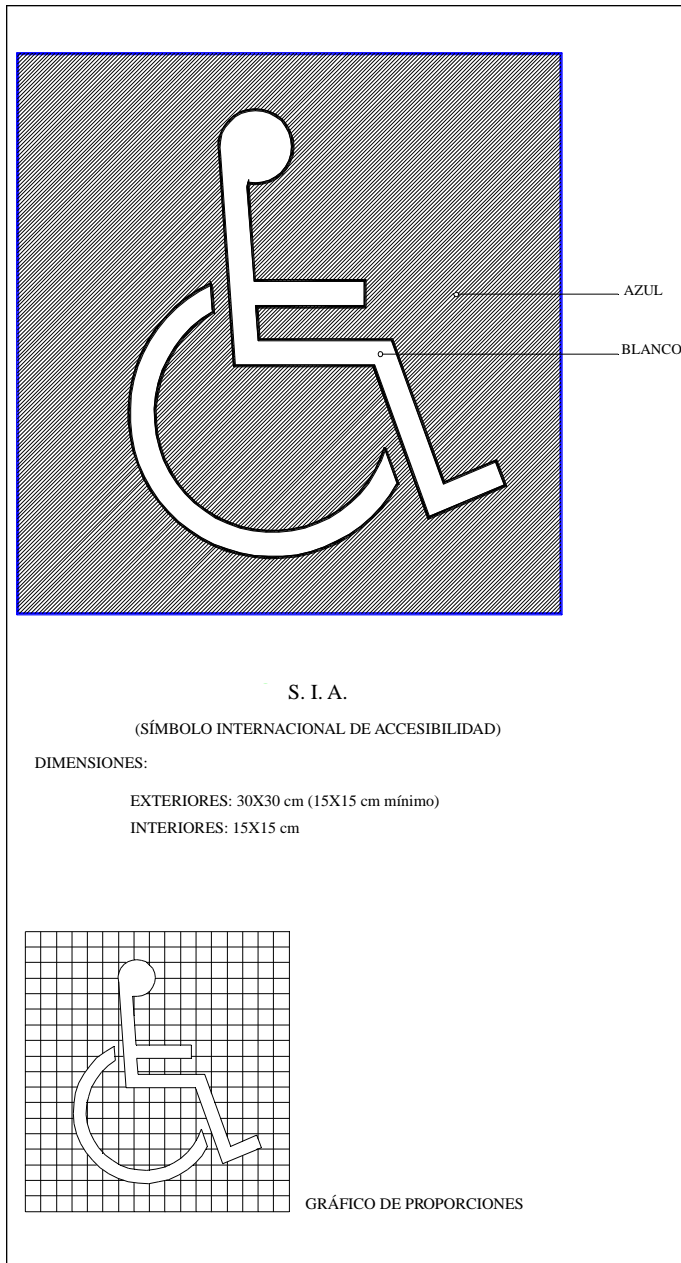 AZUL
BLANCO
S. I. A.
(SÍMBOLO INTERNACIONAL DE ACCESIBILIDAD)
DIMENSIONES:
EXTERIORES: 30X30 cm (15X15 cm mínimo)
INTERIORES: 15X15 cm
GRÁFICO DE PROPORCIONES